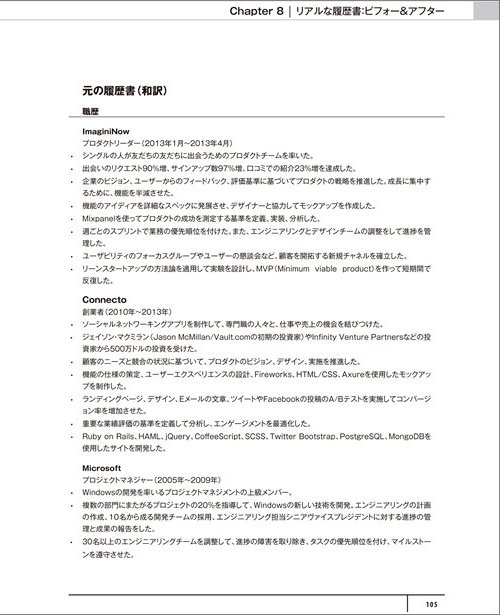 Chapter 8 | リアルな履歴書:ビフォー&アフター
元の履歴書（和訳）
職歴
ImaginiNow
プロダクトリーダー（2013年1月〜2013年4月）
・ シングルの人が友だちの友だちに出会うためのプロダクトチームを率いた。
・ 出会いのリクエスト90%増、サインアップ数97%増、口コミでの紹介23%増を達成した。
・ 企業のビジョン、ユーザーからのフィードバック、評価基準に基づいてプロダクトの戦略を推進した。成長に集中す
るために、機能を半減させた。
・ 機能のアイディアを詳細なスペックに発展させ、デザイナーと協力してモックアップを作成した。
・ Mixpanelを使ってプロダクトの成功を測定する基準を定義、実装、分析した。
・ 週ごとのスプリントで業務の優先順位を付けた。また、エンジニアリングとデザインチームの調整をして進捗を管
理した。
・ ユーザビリティのフォーカスグループやユーザーの懇談会など、顧客を開拓する新規チャネルを確立した。
・ リーンスタートアップの方法論を適用して実験を設計し、MVP（Minimum viable product）を作って短期間で
反復した。
Connecto
創業者（2010年〜2013年）
・ ソーシャルネットワーキングアプリを制作して、専門職の人々と、仕事や売上の機会を結びつけた。
・ ジェイソン・マクミラン（Jason McMillan/Vault.comの初期の投資家）やInfinity Venture Partnersなどの投
資家から500万ドルの投資を受けた。
・ 顧客のニーズと競合の状況に基づいて、プロダクトのビジョン、デザイン、実施を推進した。
・ 機能の仕様の策定、ユーザーエクスペリエンスの設計、Fireworks、HTML/CSS、Axureを使用したモックアッ
プを制作した。
・ ランディングページ、デザイン、Eメールの文章、ツイートやFacebookの投稿のA/Bテストを実施してコンバージ
ョン率を増加させた。
・ 重要な業績評価の基準を定義して分析し、エンゲージメントを最適化した。
・ Ruby on Rails、HAML、jQuery、CoffeeScript、SCSS、Twitter Bootstrap、PostgreSQL、MongoDBを
使用したサイトを開発した。
Microsoft
プロジェクトマネジャー（2005年〜2009年）
・ Windowsの開発を率いるプロジェクトマネジメントの上級メンバー。
・ 複数の部門にまたがるプロジェクトの20%を指導して、Windowsの新しい技術を開発。エンジニアリングの計画
の作成、10名から成る開発チームの採用、エンジニアリング担当シニアヴァイスプレジデントに対する進捗の管
理と成果の報告をした。
・ 30名以上のエンジニアリングチームを調整して、進捗の障害を取り除き、タスクの優先順位を付け、マイルストー
ンを遵守させた。
105